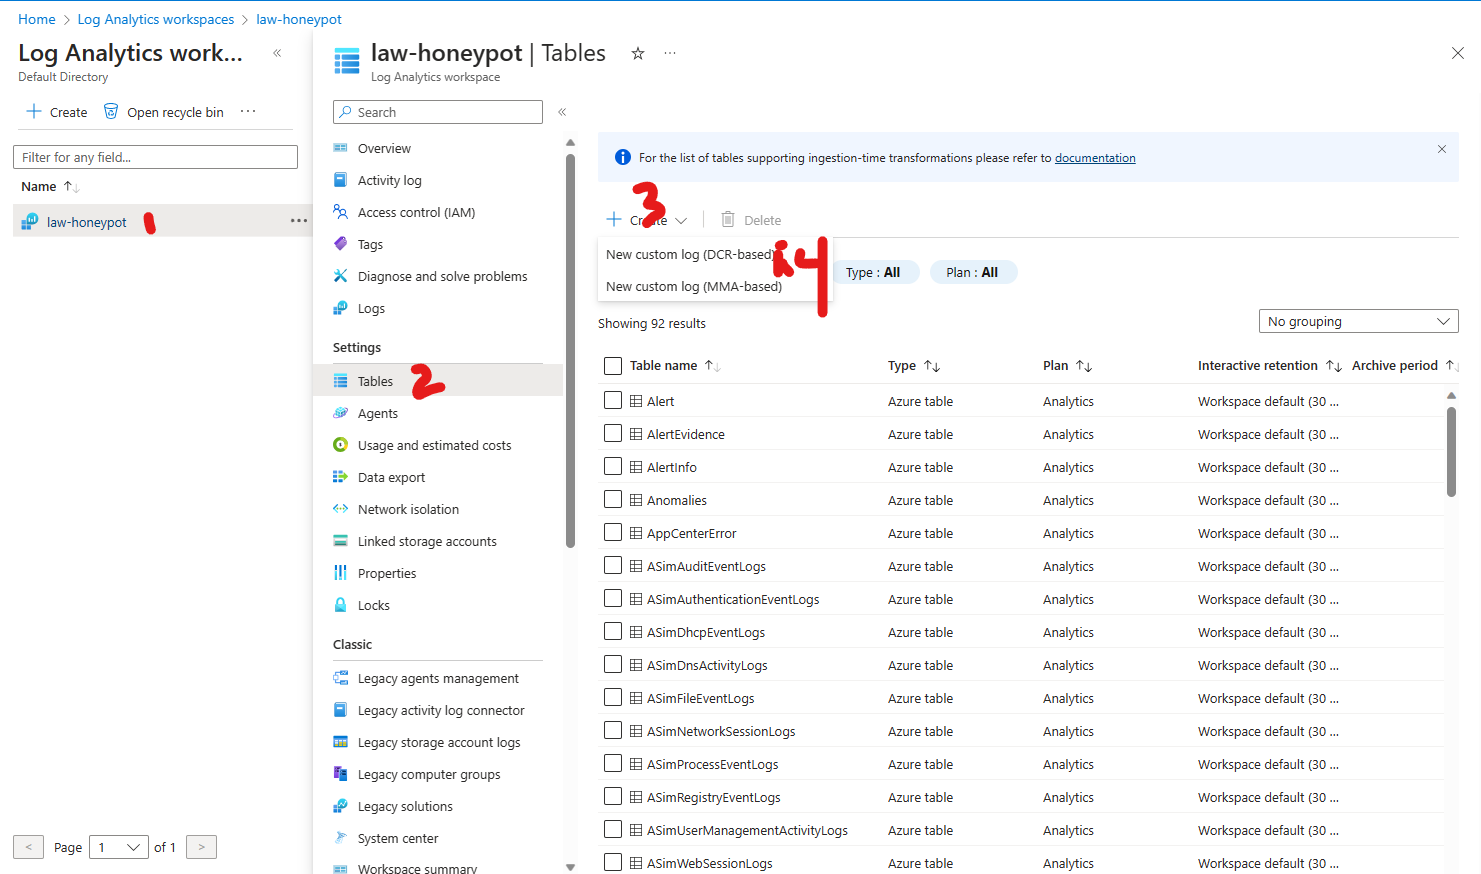 Home > Log Analytics workspaces > law-honeypot
Log Analytics work...
«
Default Directory
Create
Open recycle bin
...
Filter for any field...
Name
law-honeypot
1
...
< Page 1 of 1 >
law-honeypot | Tables
...
Log Analytics workspace
Search
«
Overview
Activity log
Access control (IAM)
Tags
Diagnose and solve problems
Logs
Settings
Tables
2
Agents
Usage and estimated costs
Data export
Network isolation
Linked storage accounts
Properties
Locks
Classic
Legacy agents management
Legacy activity log connector
Legacy storage account logs
Legacy computer groups
Legacy solutions
System center
Workspace summary
For the list of tables supporting ingestion-time transformations please refer to documentation
3
Create
Delete
New custom log (DCR-based)
4
New custom log (MMA-based)
Type : All
Plan : All
Showing 92 results
No grouping
Table name Type Plan Interactive retention Archive period
Alert Azure table Analytics Workspace default (30 ...
AlertEvidence Azure table Analytics Workspace default (30 ...
AlertInfo Azure table Analytics Workspace default (30 ...
Anomalies Azure table Analytics Workspace default (30 ...
AppCenterError Azure table Analytics Workspace default (30 ...
ASimAuditEventLogs Azure table Analytics Workspace default (30 ...
ASimAuthenticationEventLogs Azure table Analytics Workspace default (30 ...
ASimDhcpEventLogs Azure table Analytics Workspace default (30 ...
ASimDnsActivityLogs Azure table Analytics Workspace default (30 ...
ASimFileEventLogs Azure table Analytics Workspace default (30 ...
ASimNetworkSessionLogs Azure table Analytics Workspace default (30 ...
ASimProcessEventLogs Azure table Analytics Workspace default (30 ...
ASimRegistryEventLogs Azure table Analytics Workspace default (30 ...
ASimUserManagementActivityLogs Azure table Analytics Workspace default (30 ...
ASimWebSessionLogs Azure table Analytics Workspace default (30 ...